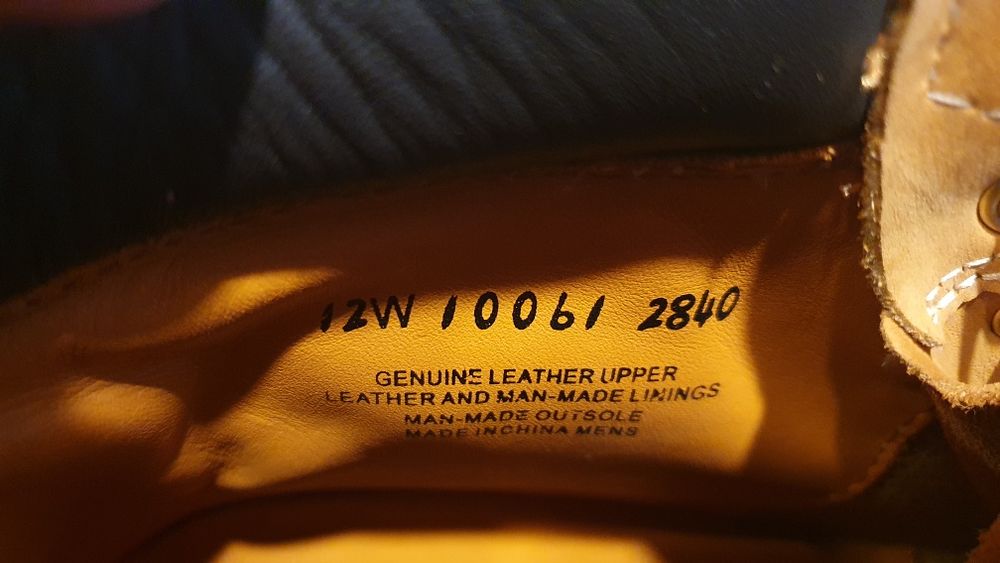 12W 10061 2840
GENUINE LEATHER UPPER
LEATHER AND MAN-MADE LININGS
MAN-MADE OUTSOLE
MADE IN CHINA MENS